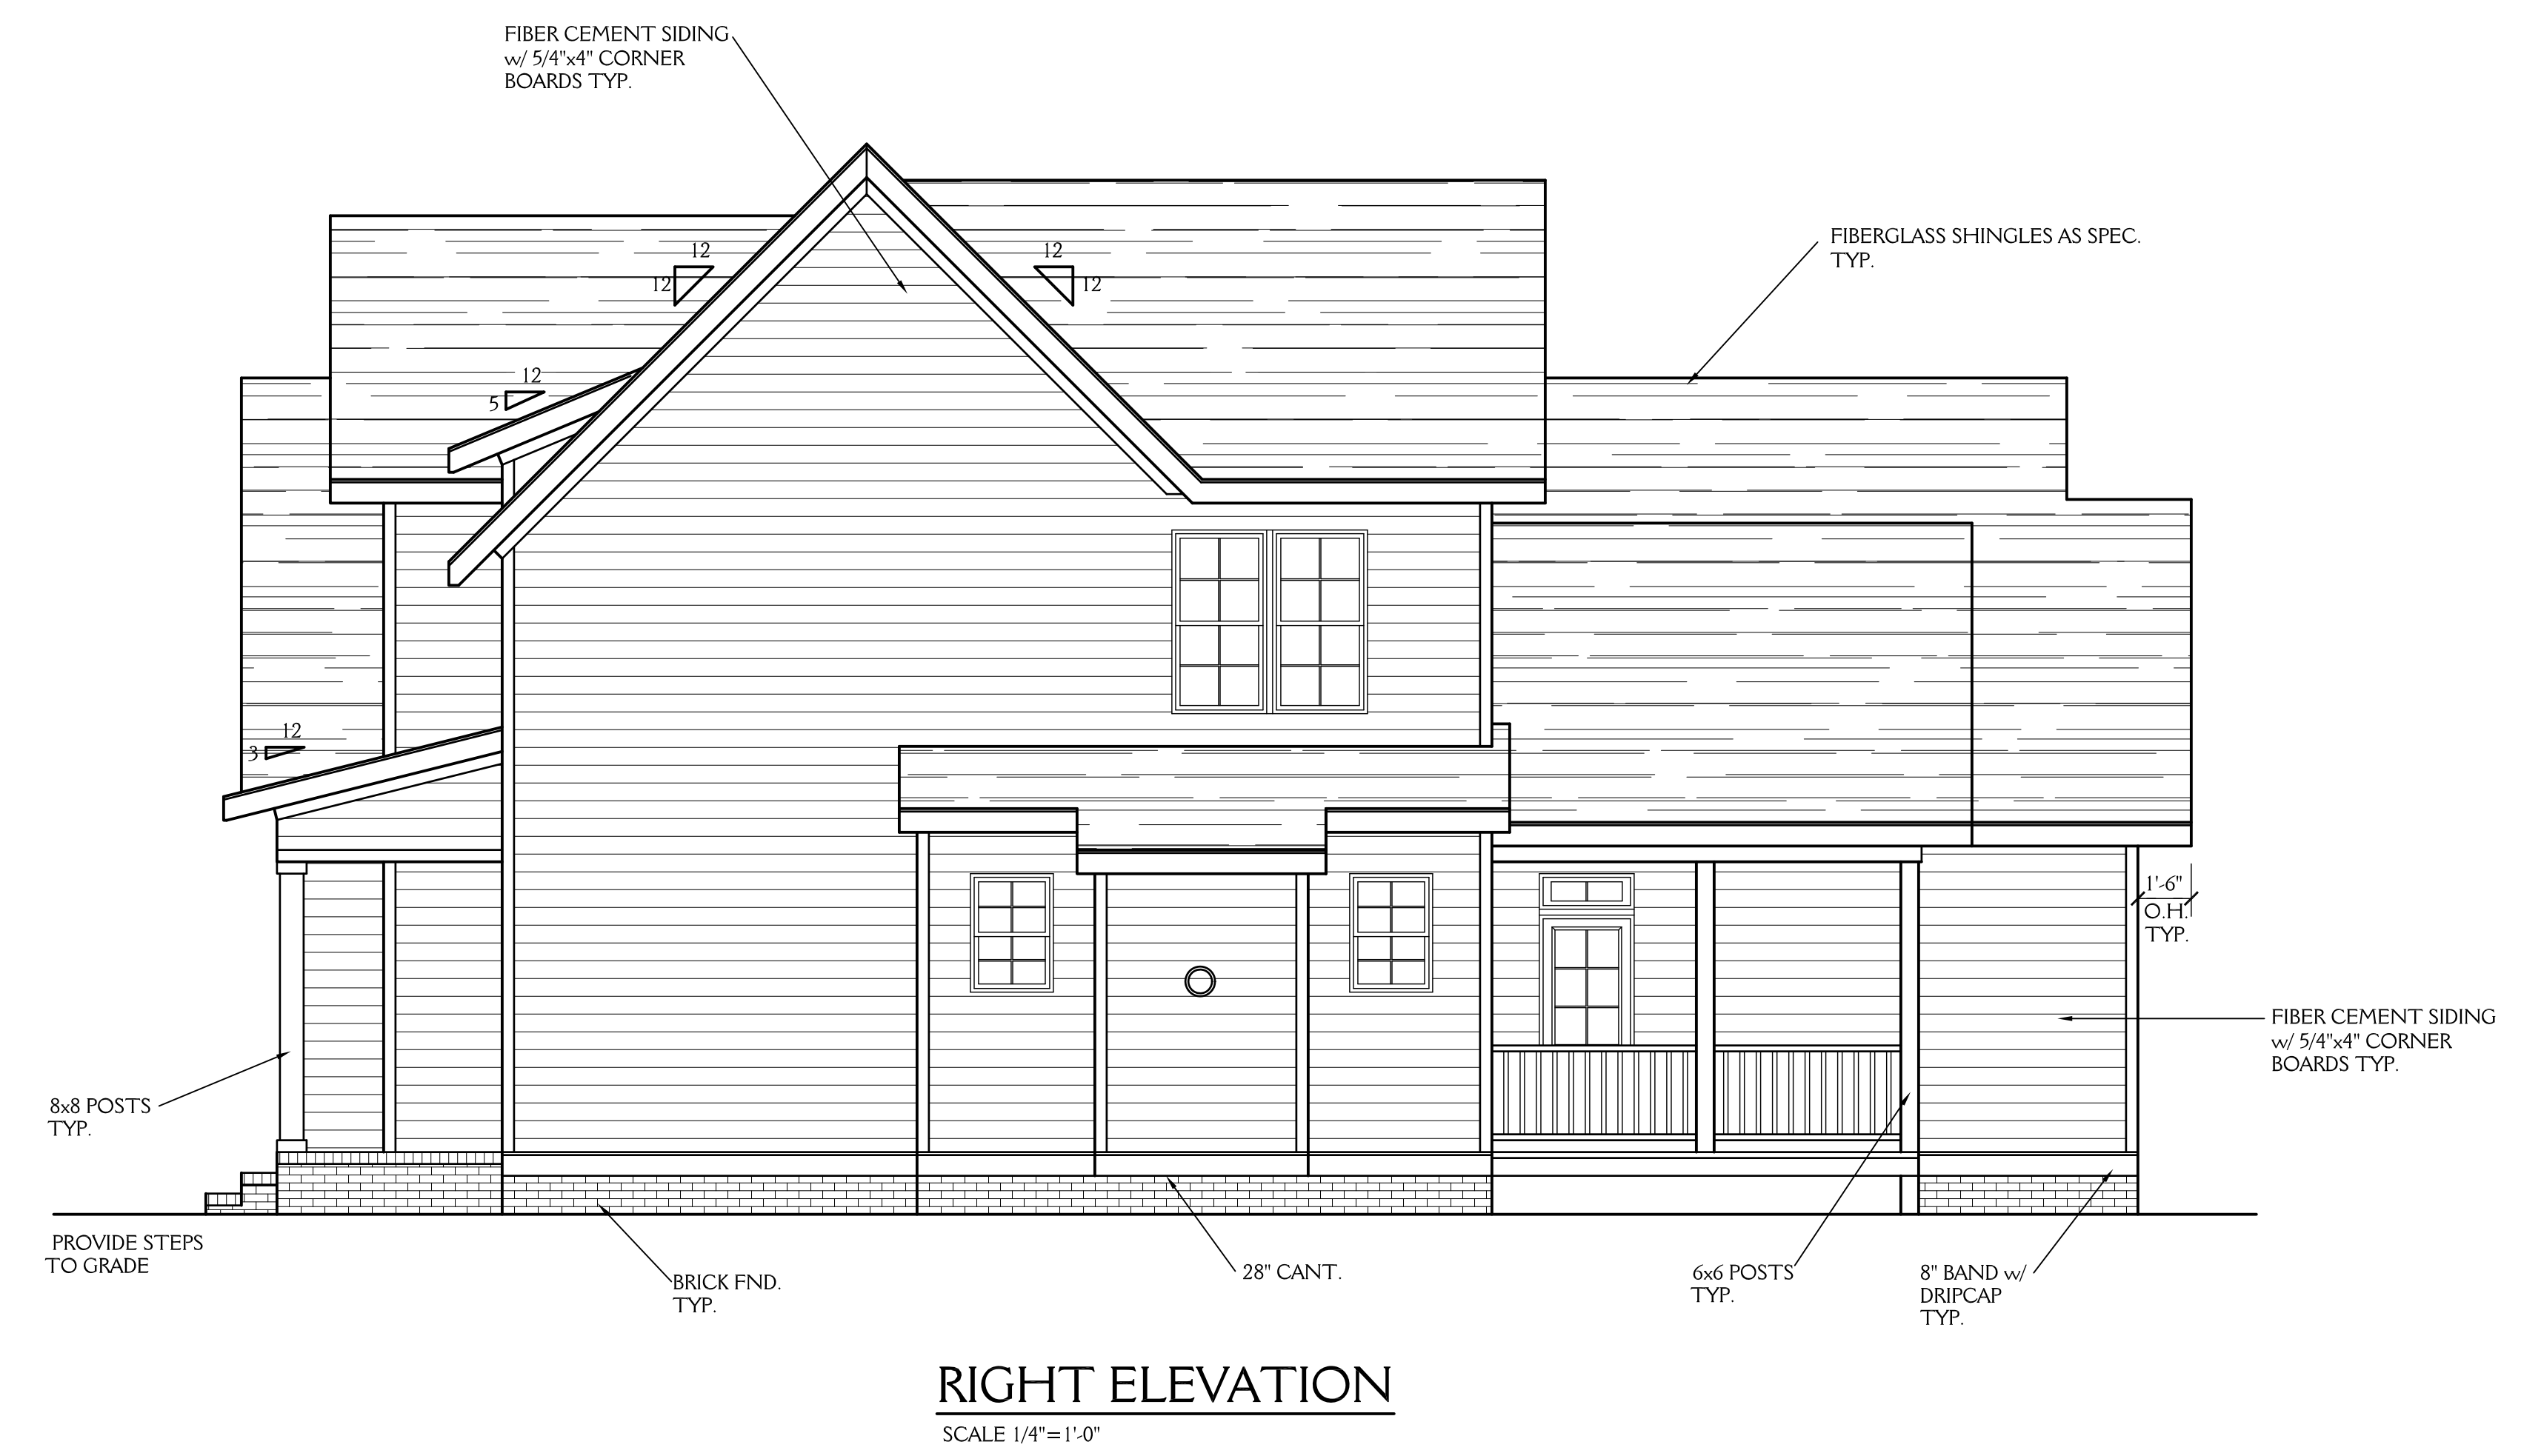 FIBER CEMENT SIDING
w/ 5/4"x4" CORNER
BOARDS TYP.
FIBERGLASS SHINGLES AS SPEC.
TYP.
12
12
12
12
12
5
12
3
1'-6"
O.H.
TYP.
FIBER CEMENT SIDING
w/ 5/4"x4" CORNER
BOARDS TYP.
8x8 POSTS
TYP.
PROVIDE STEPS
TO GRADE
BRICK FND.
TYP.
28" CANT.
6x6 POSTS
TYP.
8" BAND w/
DRIPCAP
TYP.
RIGHT ELEVATION
SCALE 1/4"=1'-0"